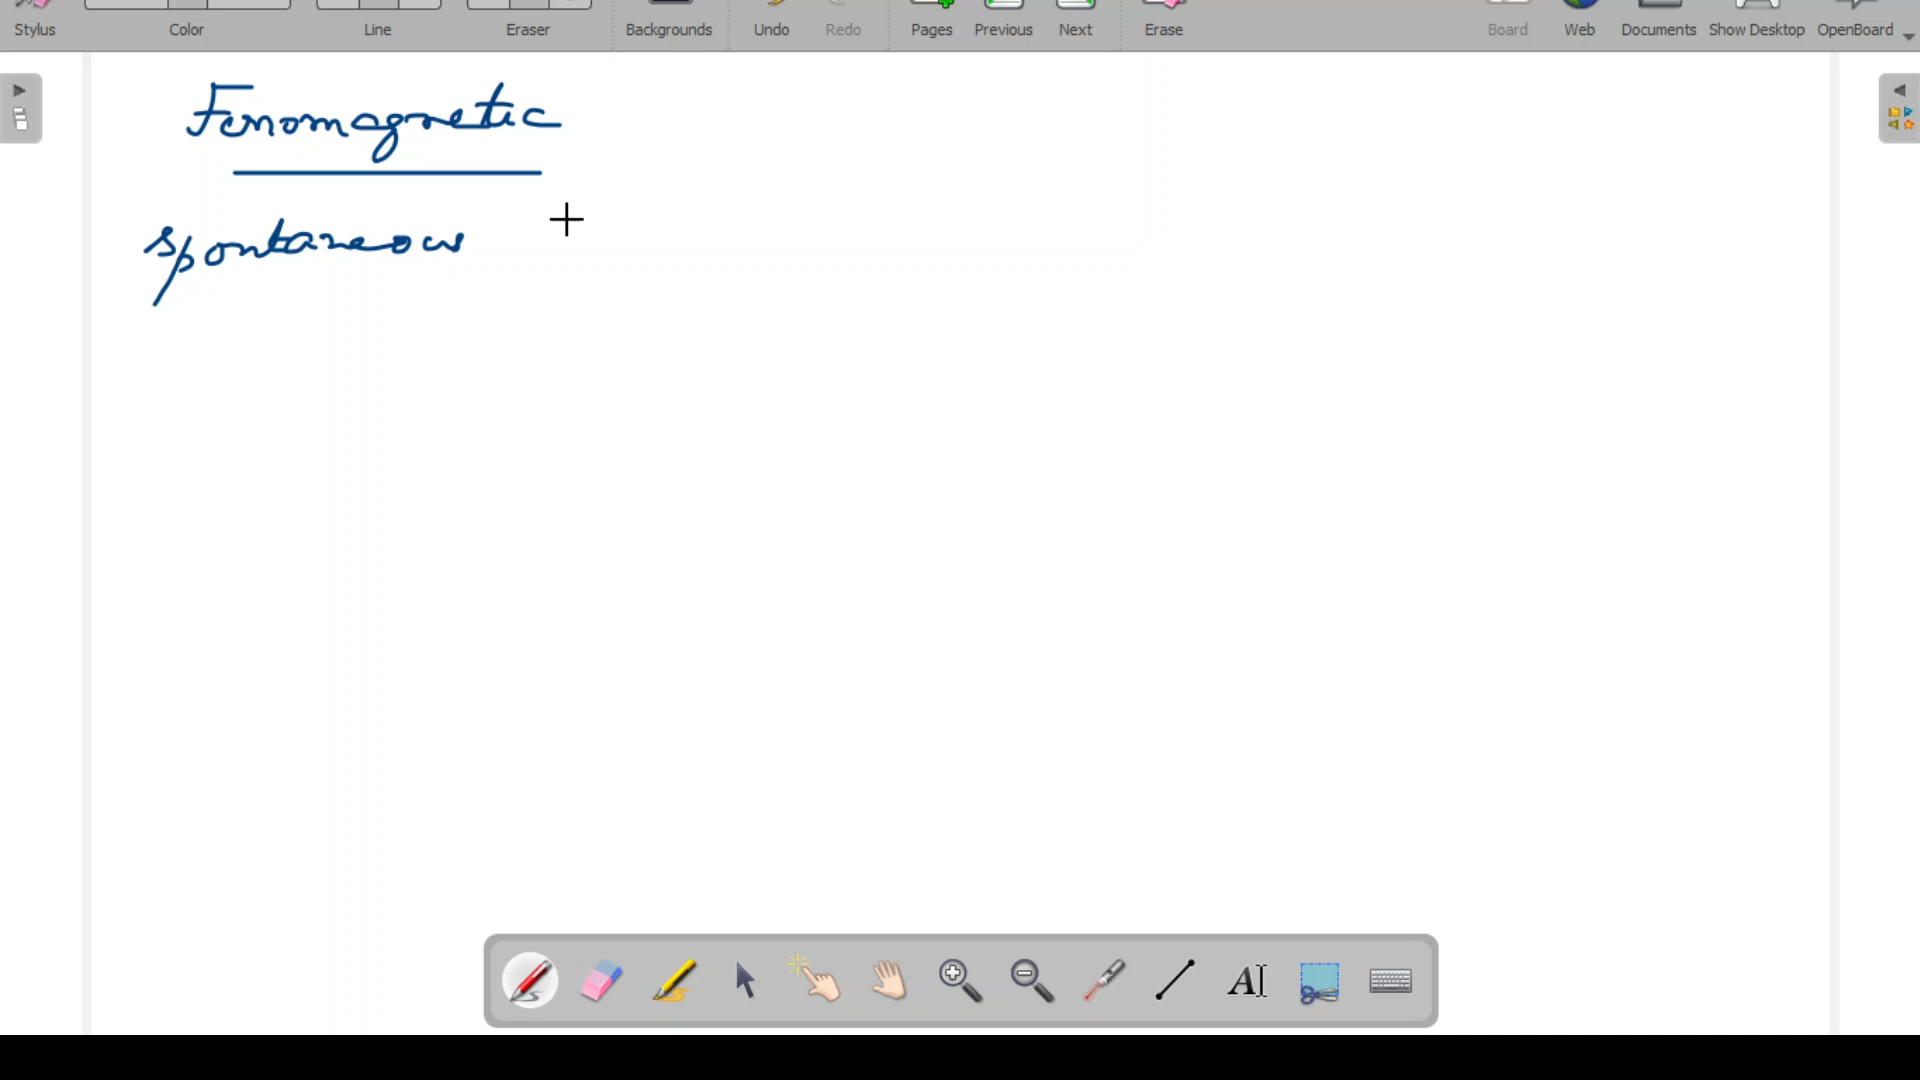 Stylus Color Line Eraser Backgrounds Undo Redo Pages Previous Next Erase Board Web Documents Show Desktop OpenBoard
Ferromagnetic
spontaneous
AI